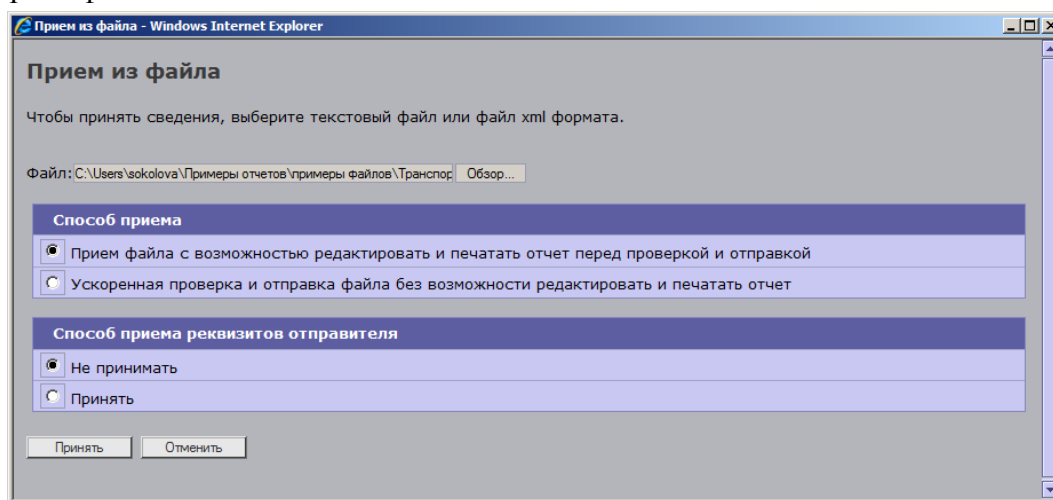 Прием из файла - Windows Internet Explorer
Прием из файла
Чтобы принять сведения, выберите текстовый файл или файл xml формата.
Файл: C:\Users\sokolova\Примеры отчетов\примеры файлов\Транспор Обзор...
Способ приема
Прием файла с возможностью редактировать и печатать отчет перед проверкой и отправкой
Ускоренная проверка и отправка файла без возможности редактировать и печатать отчет
Способ приема реквизитов отправителя
Не принимать
Принять
Принять Отменить